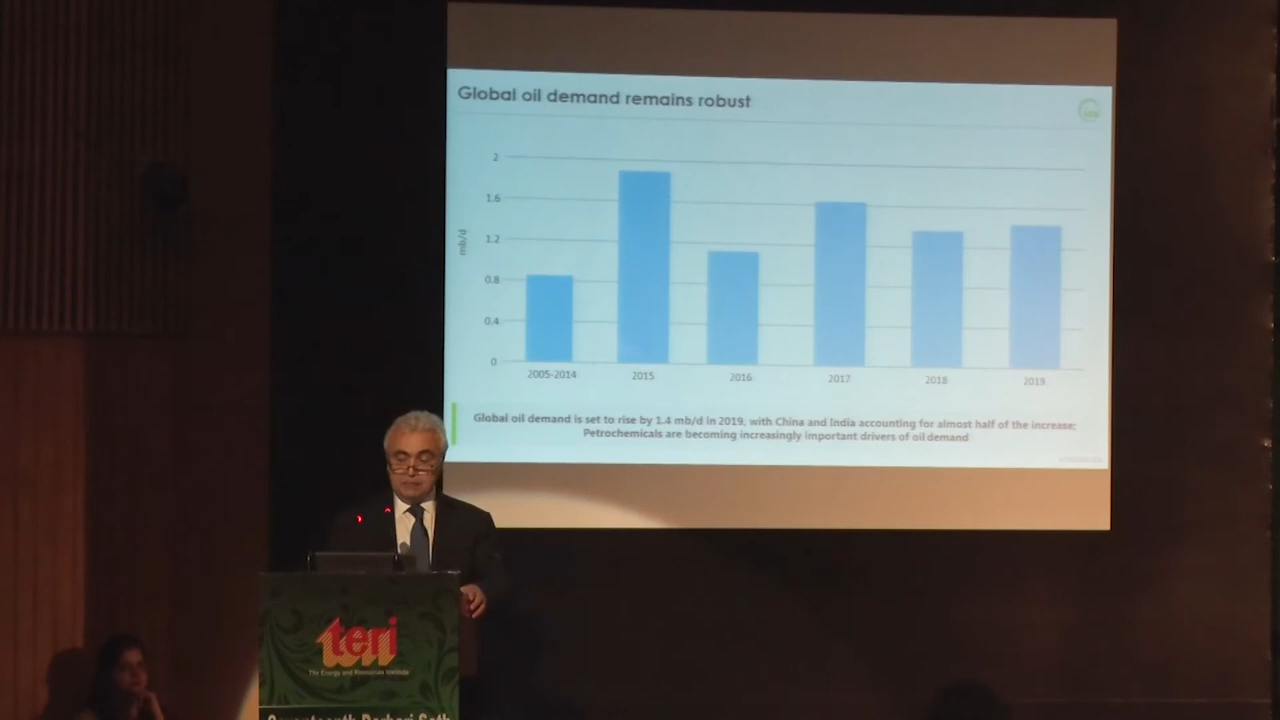 Global oil demand remains robust
2
1.6
1.2
0.8
0.4
0
mb/d
2005-2014
2015
2016
2017
2018
2019
Global oil demand is set to rise by 1.4 mb/d in 2019, with China and India accounting for almost half of the increase;
Petrochemicals are becoming increasingly important drivers of oil demand
teri
The Energy and Resources Institute
Seventeenth Darbari Seth